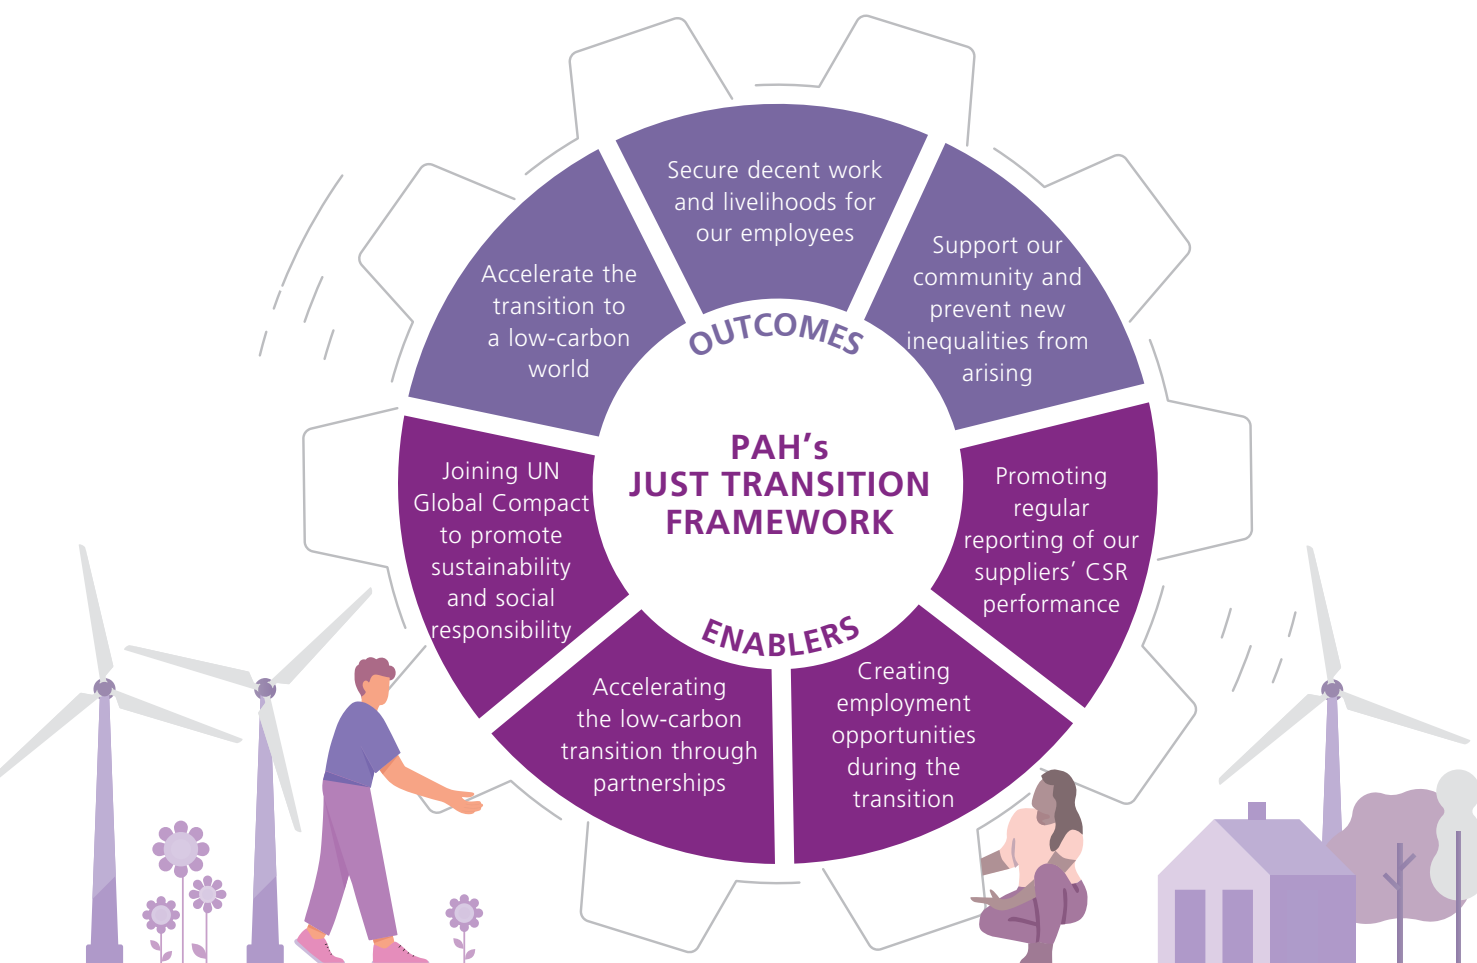 Secure decent work
and livelihoods for
our employees
Support our
community and
prevent new
inequalities from
arising
Accelerate the
transition to
a low-carbon
world
OUTCOMES
PAH’s
JUST TRANSITION
FRAMEWORK
ENABLERS
Joining UN
Global Compact
to promote
sustainability
and social
responsibility
Promoting
regular
reporting of our
suppliers’ CSR
performance
Accelerating
the low-carbon
transition through
partnerships
Creating
employment
opportunities
during the
transition